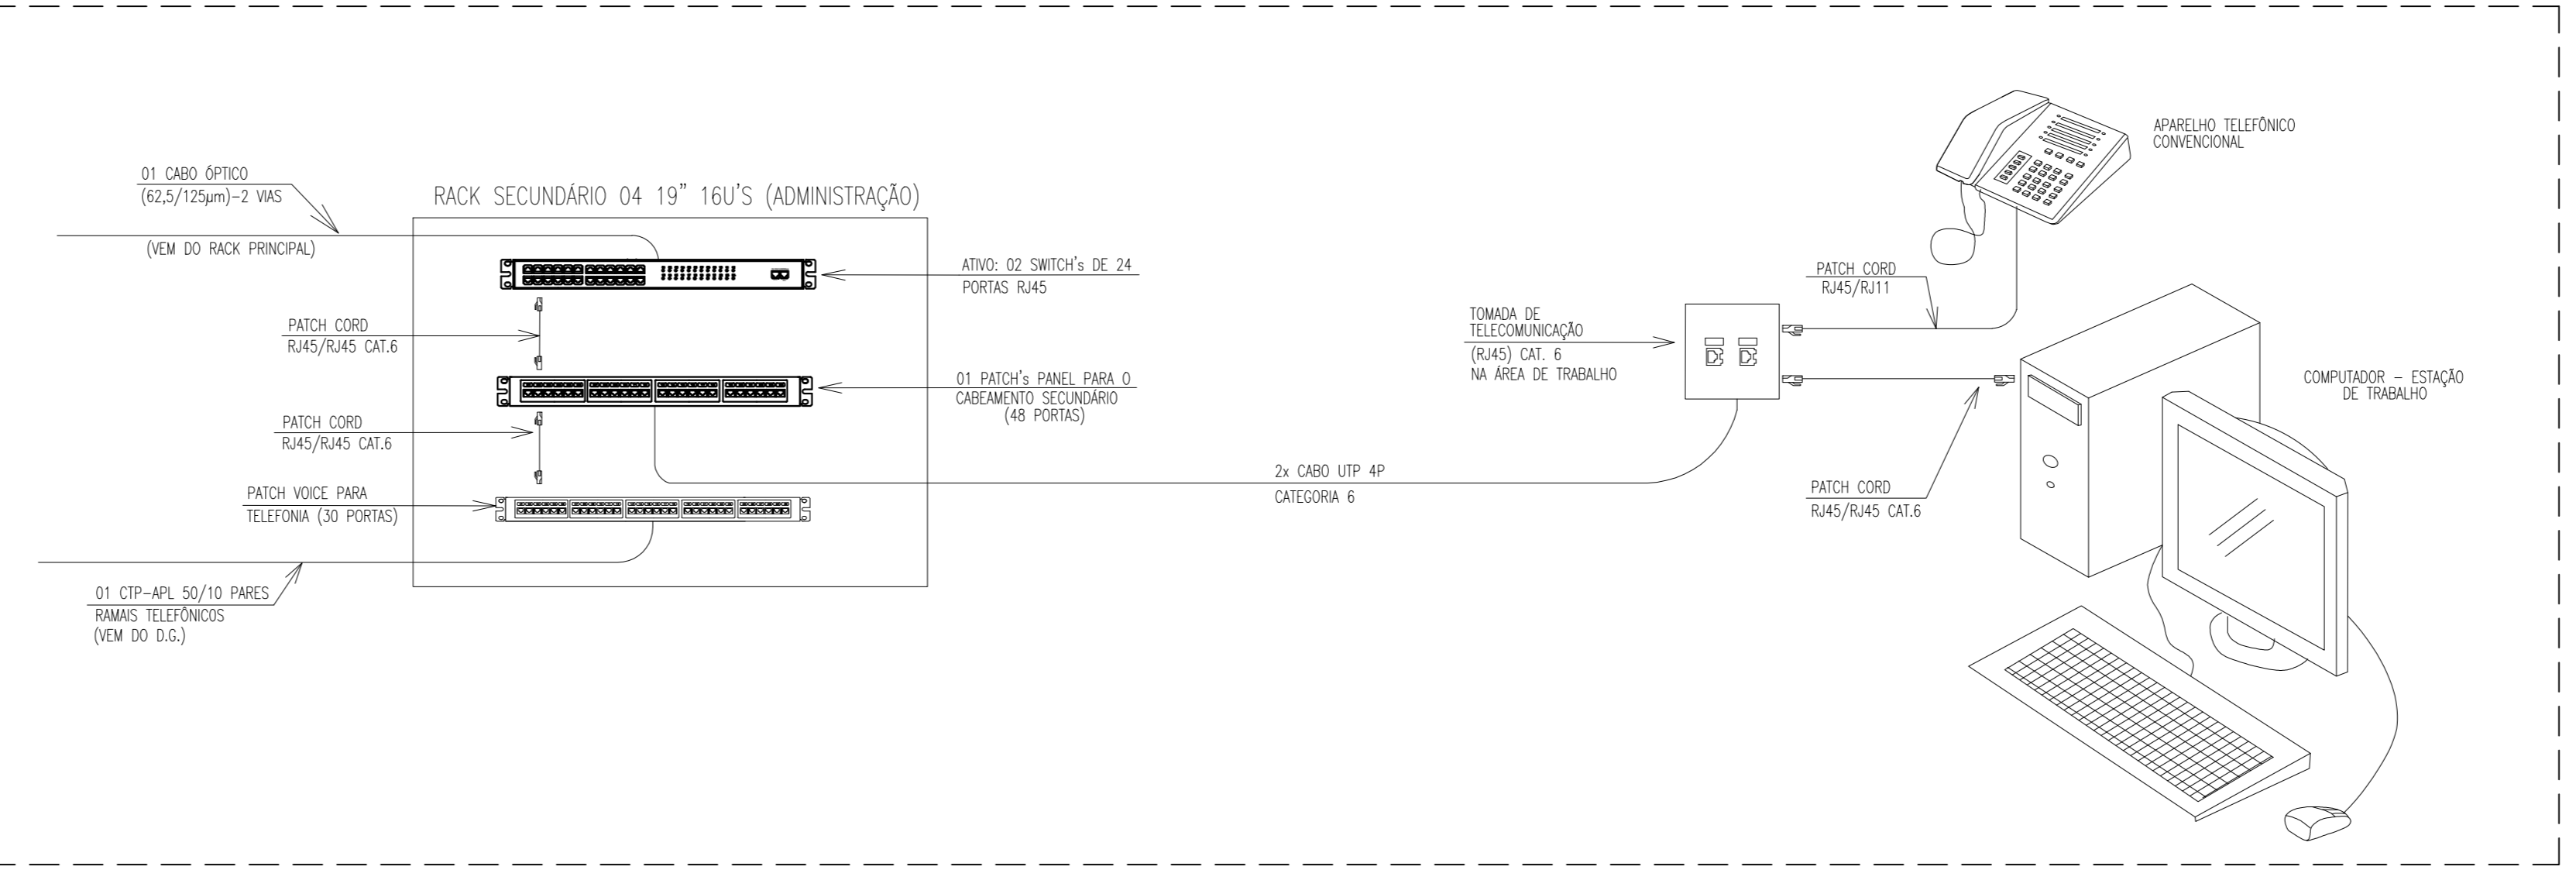 01 CABO ÓPTICO
(62,5/125µm)-2 VIAS
(VEM DO RACK PRINCIPAL)
RACK SECUNDÁRIO 04 19" 16U'S (ADMINISTRAÇÃO)
ATIVO: 02 SWITCH's DE 24
PORTAS RJ45
PATCH CORD
RJ45/RJ45 CAT.6
01 PATCH's PANEL PARA O
CABEAMENTO SECUNDÁRIO
(48 PORTAS)
PATCH CORD
RJ45/RJ45 CAT.6
PATCH VOICE PARA
TELEFONIA (30 PORTAS)
01 CTP-APL 50/10 PARES
RAMAIS TELEFÔNICOS
(VEM DO D.G.)
2x CABO UTP 4P
CATEGORIA 6
TOMADA DE
TELECOMUNICAÇÃO
(RJ45) CAT. 6
NA ÁREA DE TRABALHO
PATCH CORD
RJ45/RJ11
APARELHO TELEFÔNICO
CONVENCIONAL
PATCH CORD
RJ45/RJ45 CAT.6
COMPUTADOR - ESTAÇÃO
DE TRABALHO